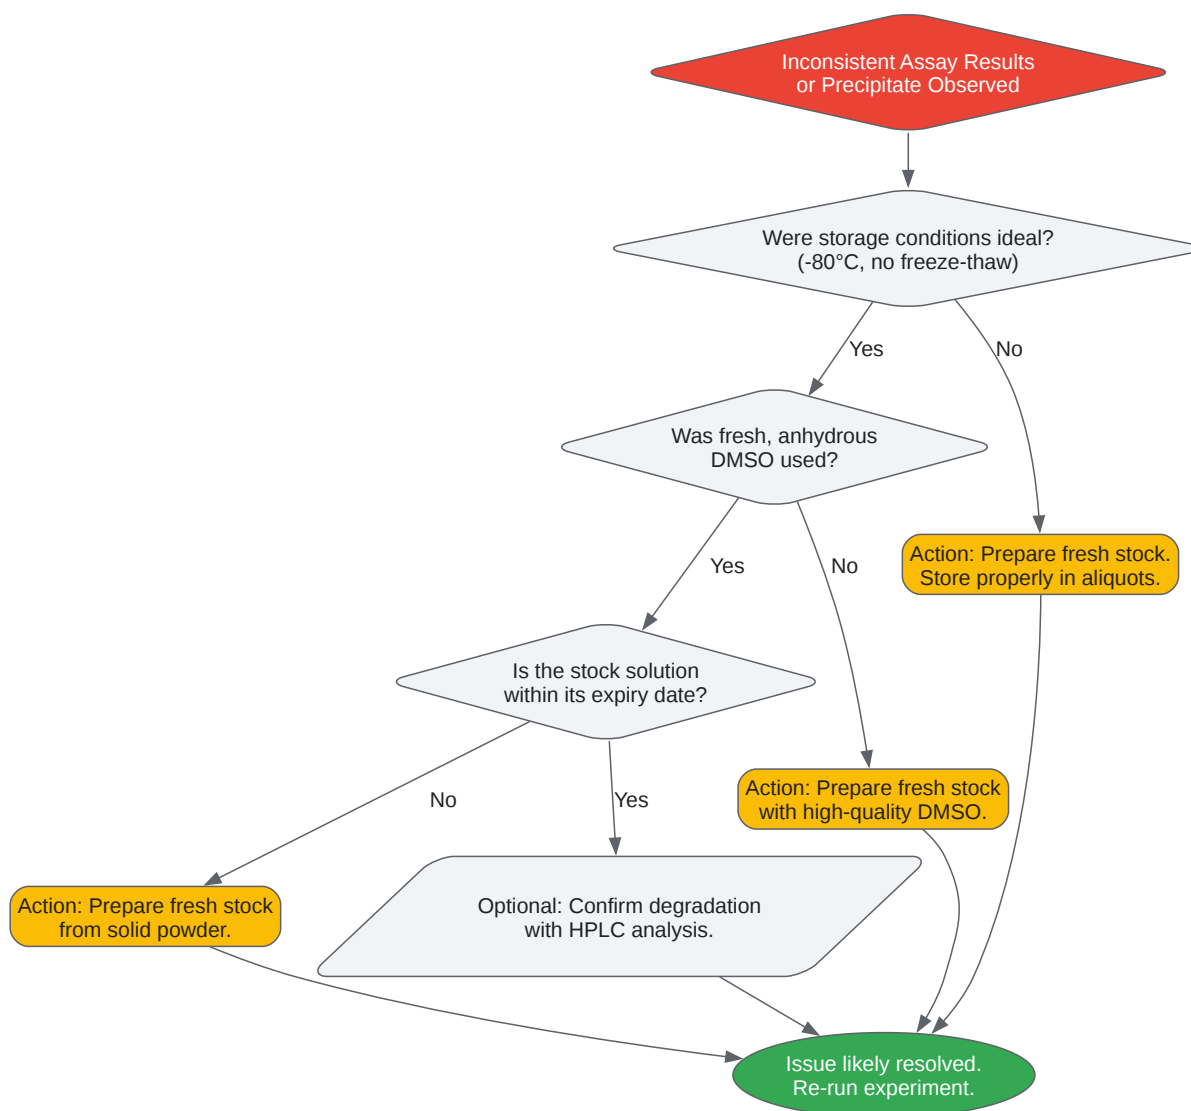 Inconsistent Assay Results
or Precipitate Observed
Were storage conditions ideal?
(-80°C, no freeze-thaw)
Yes
No
Was fresh, anhydrous
DMSO used?
Yes
No
Action: Prepare fresh stock.
Store properly in aliquots.
Is the stock solution
within its expiry date?
No
Yes
Action: Prepare fresh stock
with high-quality DMSO.
Action: Prepare fresh stock
from solid powder.
Optional: Confirm degradation
with HPLC analysis.
Issue likely resolved.
Re-run experiment.